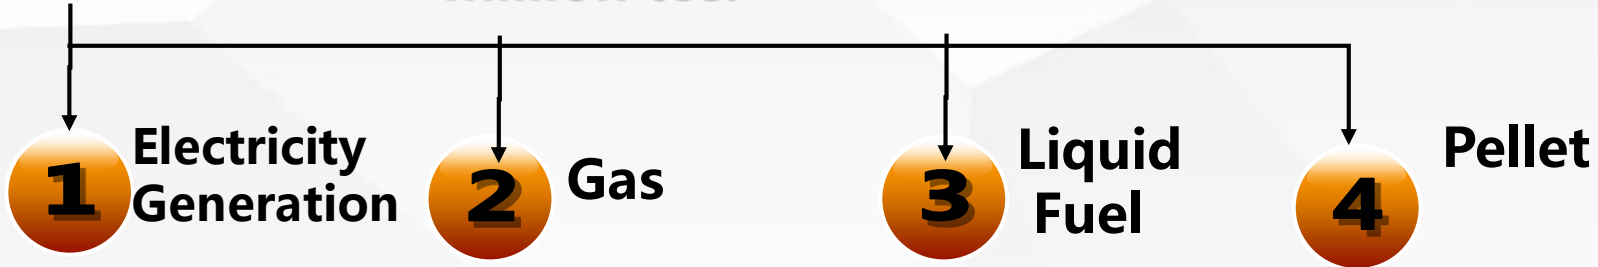 1
Electricity
Generation
2
Gas
3
Liquid
Fuel
4
Pellet